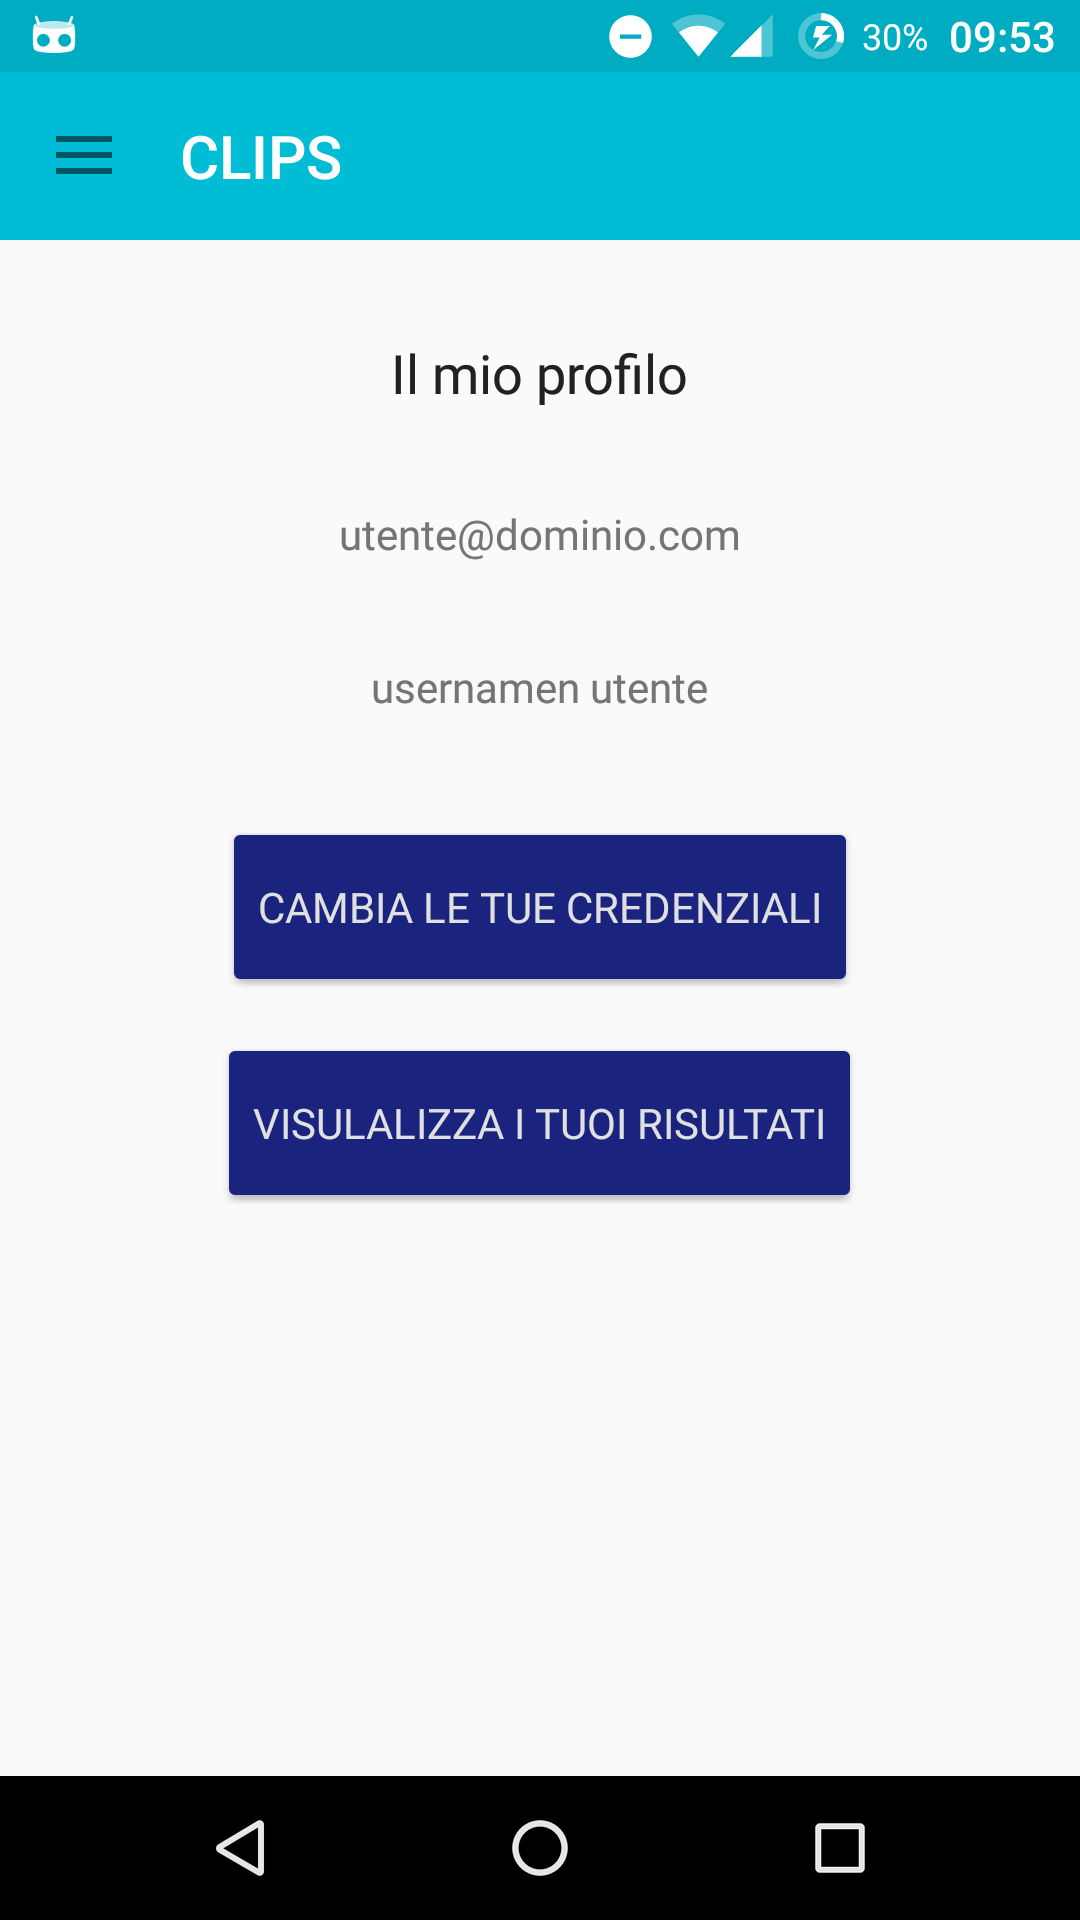 30% 09:53
CLIPS
Il mio profilo
utente@dominio.com
usernamen utente
CAMBIA LE TUE CREDENZIALI
VISULALIZZA I TUOI RISULTATI